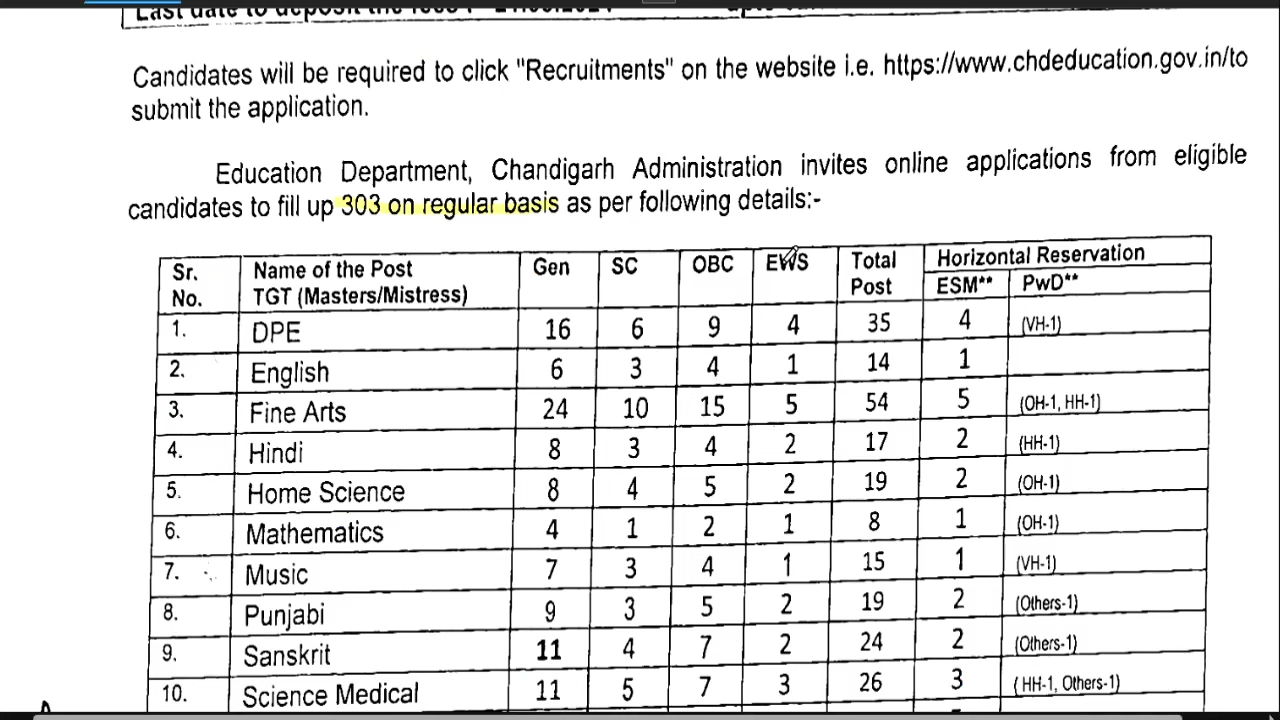 Last date to deposit the fees
Candidates will be required to click "Recruitments" on the website i.e. https://www.chdeducation.gov.in/to
submit the application.
Education Department, Chandigarh Administration invites online applications from eligible
candidates to fill up 303 on regular basis as per following details:-
Sr. No. Name of the Post TGT (Masters/Mistress) Gen SC OBC EWS Total Post Horizontal Reservation
ESM** PwD**
1. DPE 16 6 9 4 35 4 (VH-1)
2. English 6 3 4 1 14 1
3. Fine Arts 24 10 15 5 54 5 (OH-1, HH-1)
4. Hindi 8 3 4 2 17 2 (HH-1)
5. Home Science 8 4 5 2 19 2 (OH-1)
6. Mathematics 4 1 2 1 8 1 (OH-1)
7. Music 7 3 4 1 15 1 (VH-1)
8. Punjabi 9 3 5 2 19 2 (Others-1)
9. Sanskrit 11 4 7 2 24 2 (Others-1)
10. Science Medical 11 5 7 3 26 3 ( HH-1, Others-1)